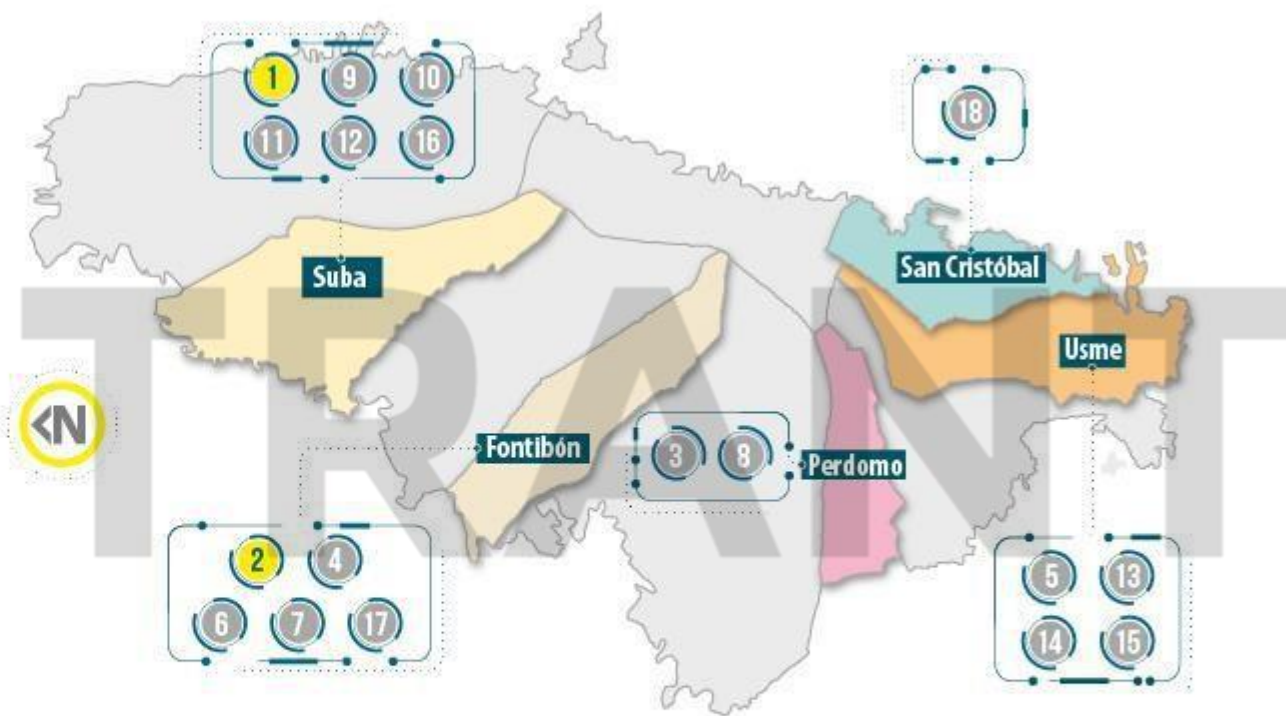 1 9 10
11 12 16
Suba
18
San Cristóbal
Usme
<N
Fontibón
3 8
Perdomo
2 4
6 7 17
5 13
14 15
TRANT